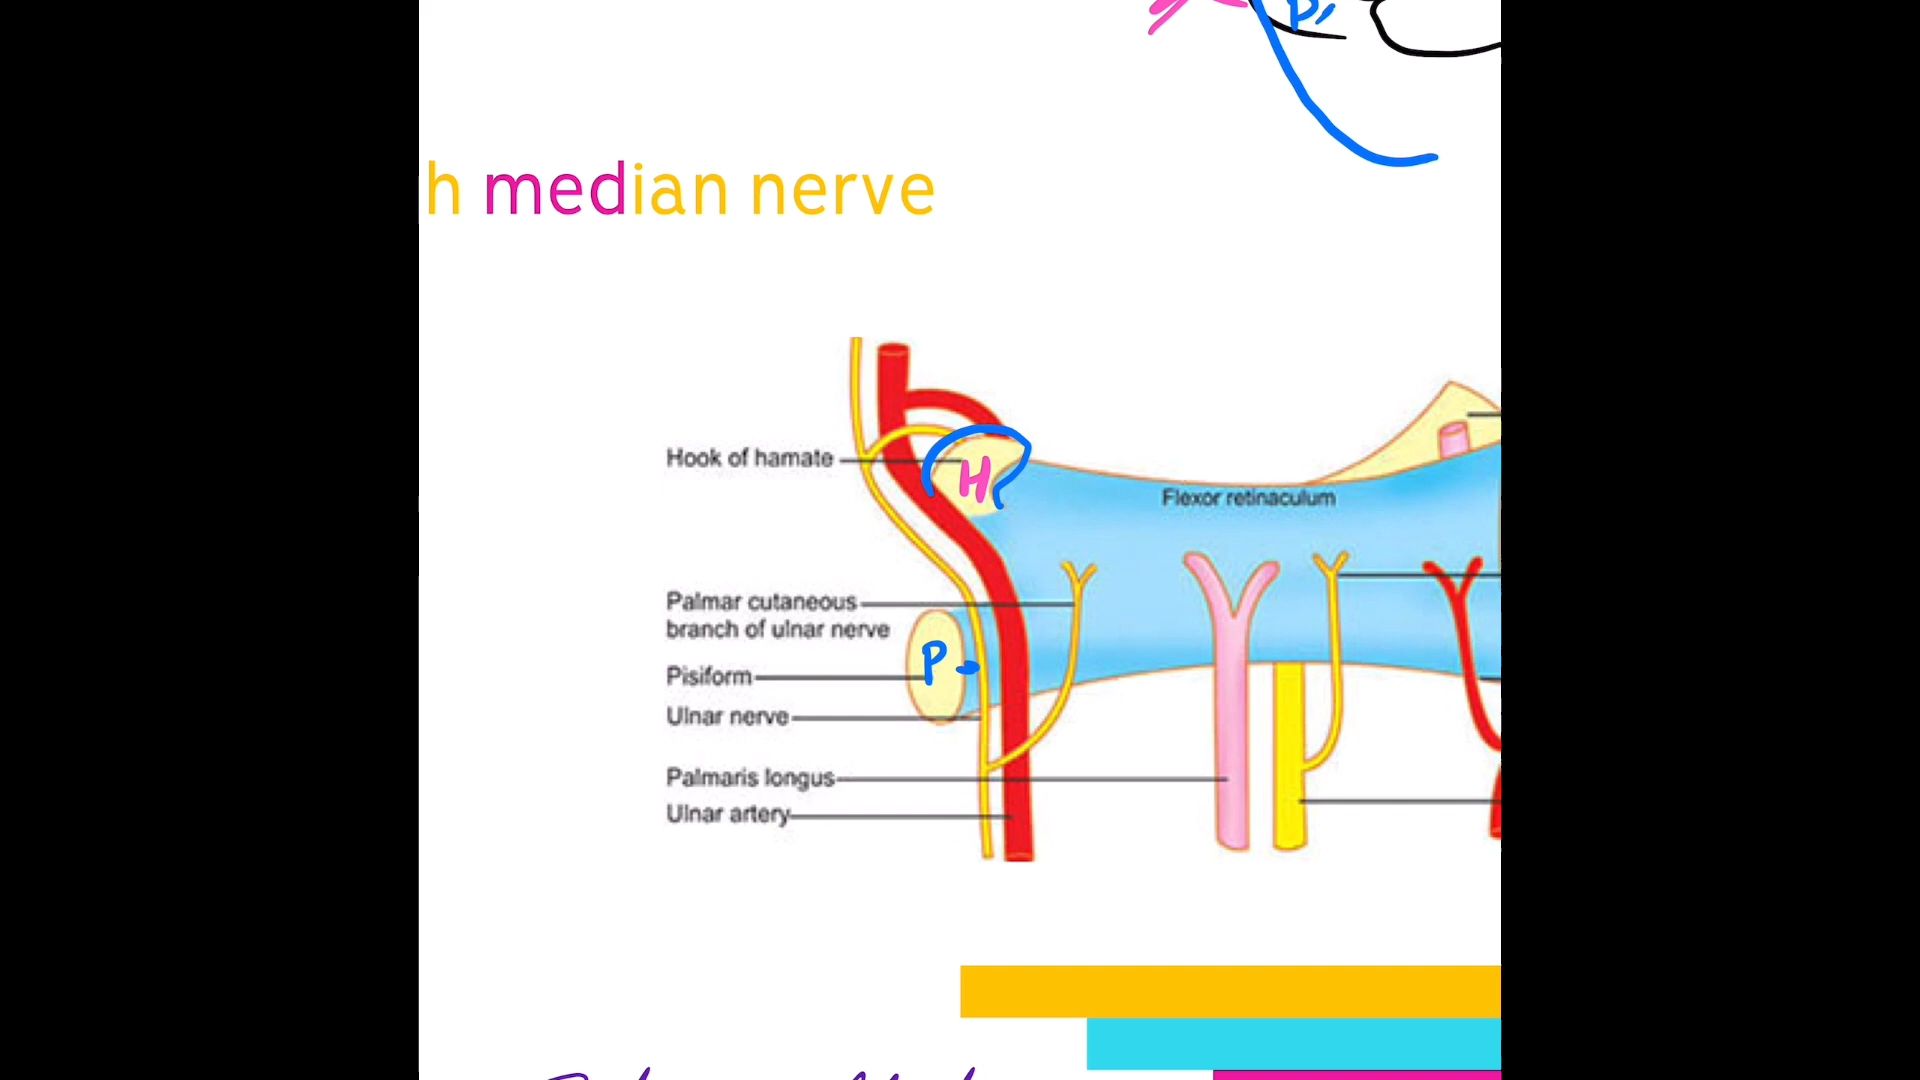 P,
h median nerve
Hook of hamate
H
Flexor retinaculum
Palmar cutaneous
branch of ulnar nerve
P
Pisiform
Ulnar nerve
Palmaris longus
Ulnar artery